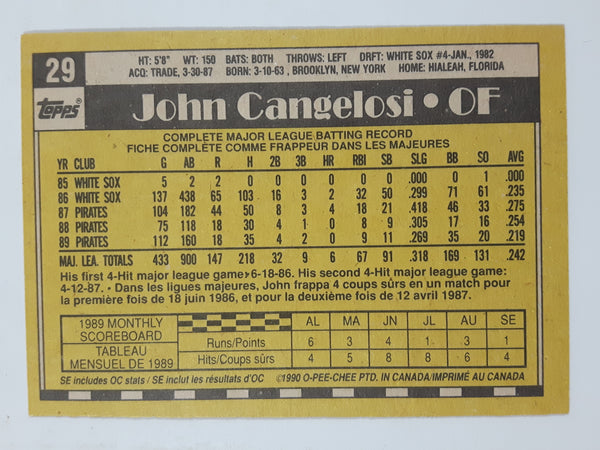 29
HT: 5'8" WT: 150 BATS: BOTH THROWS: LEFT DRFT: WHITE SOX #4-JAN., 1982
ACQ: TRADE, 3-30-87 BORN: 3-10-63, BROOKLYN, NEW YORK HOME: HIALEAH, FLORIDA
Topps®
John Cangelosi • OF
COMPLETE MAJOR LEAGUE BATTING RECORD
FICHE COMPLÈTE COMME FRAPPEUR DANS LES MAJEURES
YR CLUB G AB R H 2B 3B HR RBI SB SLG BB SO AVG
85 WHITE SOX 5 2 2 0 0 0 0 0 0 .000 0 1 .000
86 WHITE SOX 137 438 65 103 16 3 2 32 50 .299 71 61 .235
87 PIRATES 104 182 44 50 8 3 4 18 21 .418 46 33 .275
88 PIRATES 75 118 18 30 4 1 0 8 9 .305 17 16 .254
89 PIRATES 112 160 18 35 4 2 0 9 11 .269 35 20 .219
MAJ. LEA. TOTALS 433 900 147 218 32 9 6 67 91 .318 169 131 .242
His first 4-Hit major league game▸6-18-86. His second 4-Hit major league game:
4-12-87. • Dans les ligues majeures, John frappa 4 coups sûrs en un match pour
la première fois de 18 juin 1986, et pour la deuxième fois de 12 avril 1987.
1989 MONTHLY SCOREBOARD
TABLEAU MENSUEL DE 1989
AL MA JN JL AU SE
Runs/Points 6 3 4 1 3 1
Hits/Coups sûrs 4 5 8 8 6 4
SE includes OC stats / SE inclut les résultats d'OC ©1990 O-PEE-CHEE PTD. IN CANADA/IMPRIMÉ AU CANADA